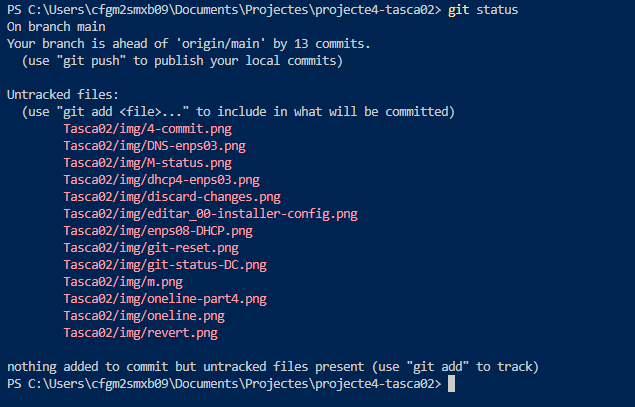 PS C:\Users\cfgm2smxb09\Documents\Projectes\projecte4-tasca02> git status
On branch main
Your branch is ahead of 'origin/main' by 13 commits.
  (use "git push" to publish your local commits)

Untracked files:
  (use "git add <file>..." to include in what will be committed)
        Tasca02/img/4-commit.png
        Tasca02/img/DNS-enps03.png
        Tasca02/img/M-status.png
        Tasca02/img/dhcp4-enps03.png
        Tasca02/img/discard-changes.png
        Tasca02/img/editar_00-installer-config.png
        Tasca02/img/enps08-DHCP.png
        Tasca02/img/git-reset.png
        Tasca02/img/git-status-DC.png
        Tasca02/img/m.png
        Tasca02/img/oneline-part4.png
        Tasca02/img/oneline.png
        Tasca02/img/revert.png

nothing added to commit but untracked files present (use "git add" to track)
PS C:\Users\cfgm2smxb09\Documents\Projectes\projecte4-tasca02>